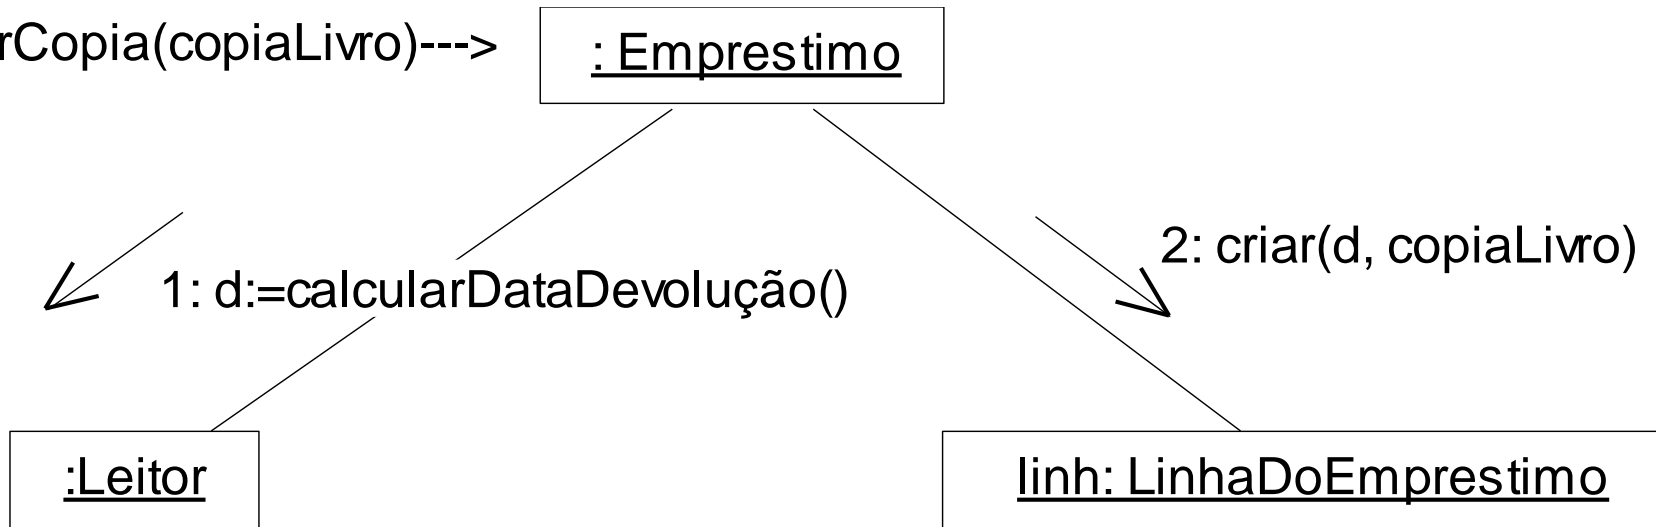 rCopia(copiaLivro)--->
: Emprestimo
2: criar(d, copiaLivro)
1: d:=calcularDataDevolução()
:Leitor
linh: LinhaDoEmprestimo